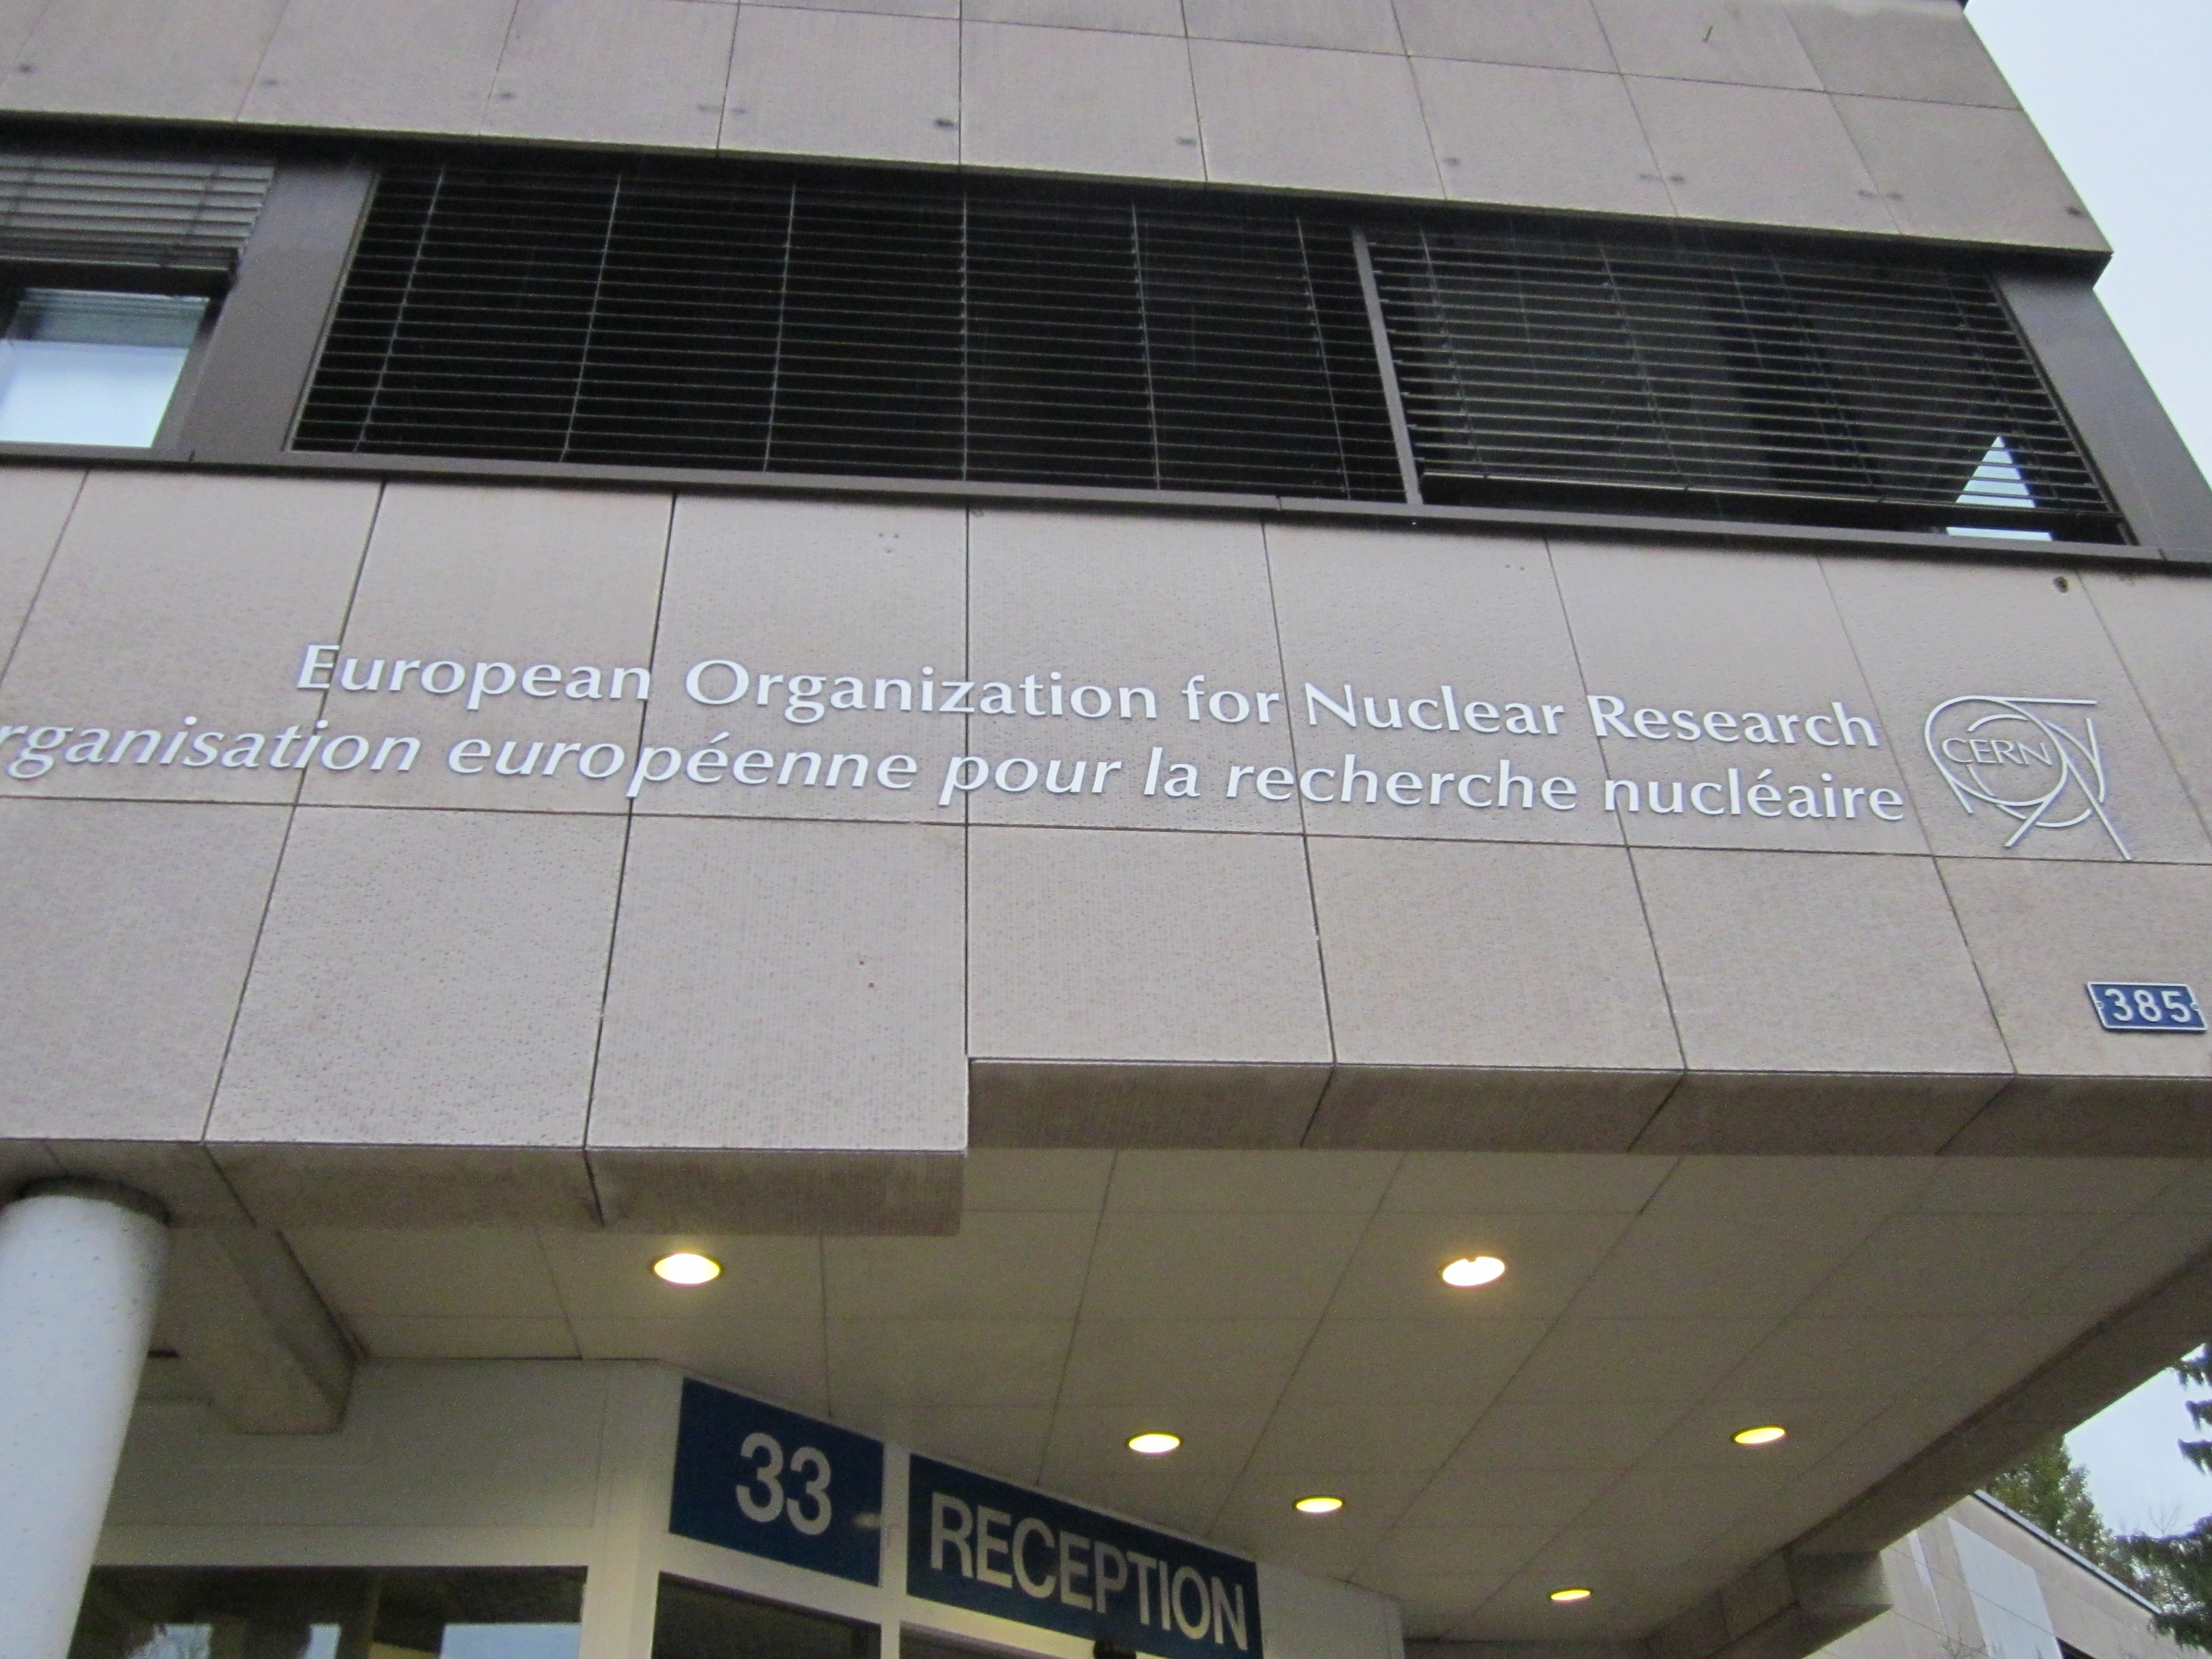 European Organization for Nuclear Research
rganisation européenne pour la recherche nucléaire
CERN
385
33
RECEPTION